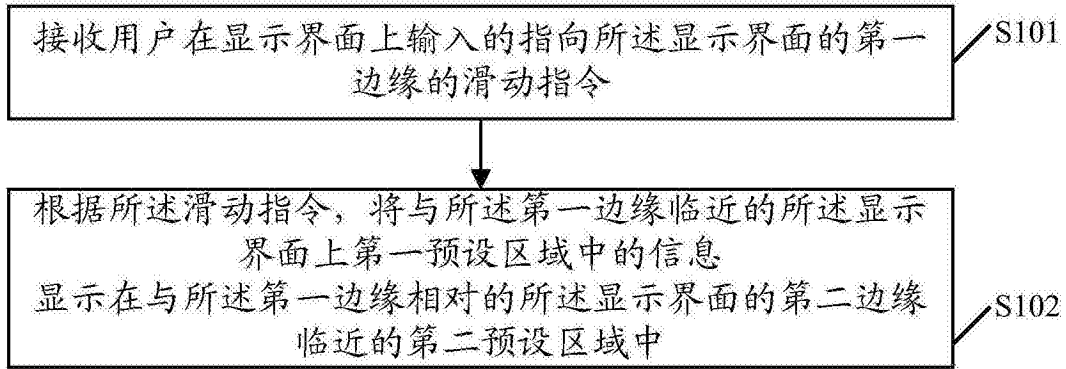 接收用户在显示界面上输入的指向所述显示界面的第一
边缘的滑动指令
S101
根据所述滑动指令，将与所述第一边缘临近的所述显示
界面上第一预设区域中的信息
显示在与所述第一边缘相对的所述显示界面的第二边缘
临近的第二预设区域中
S102